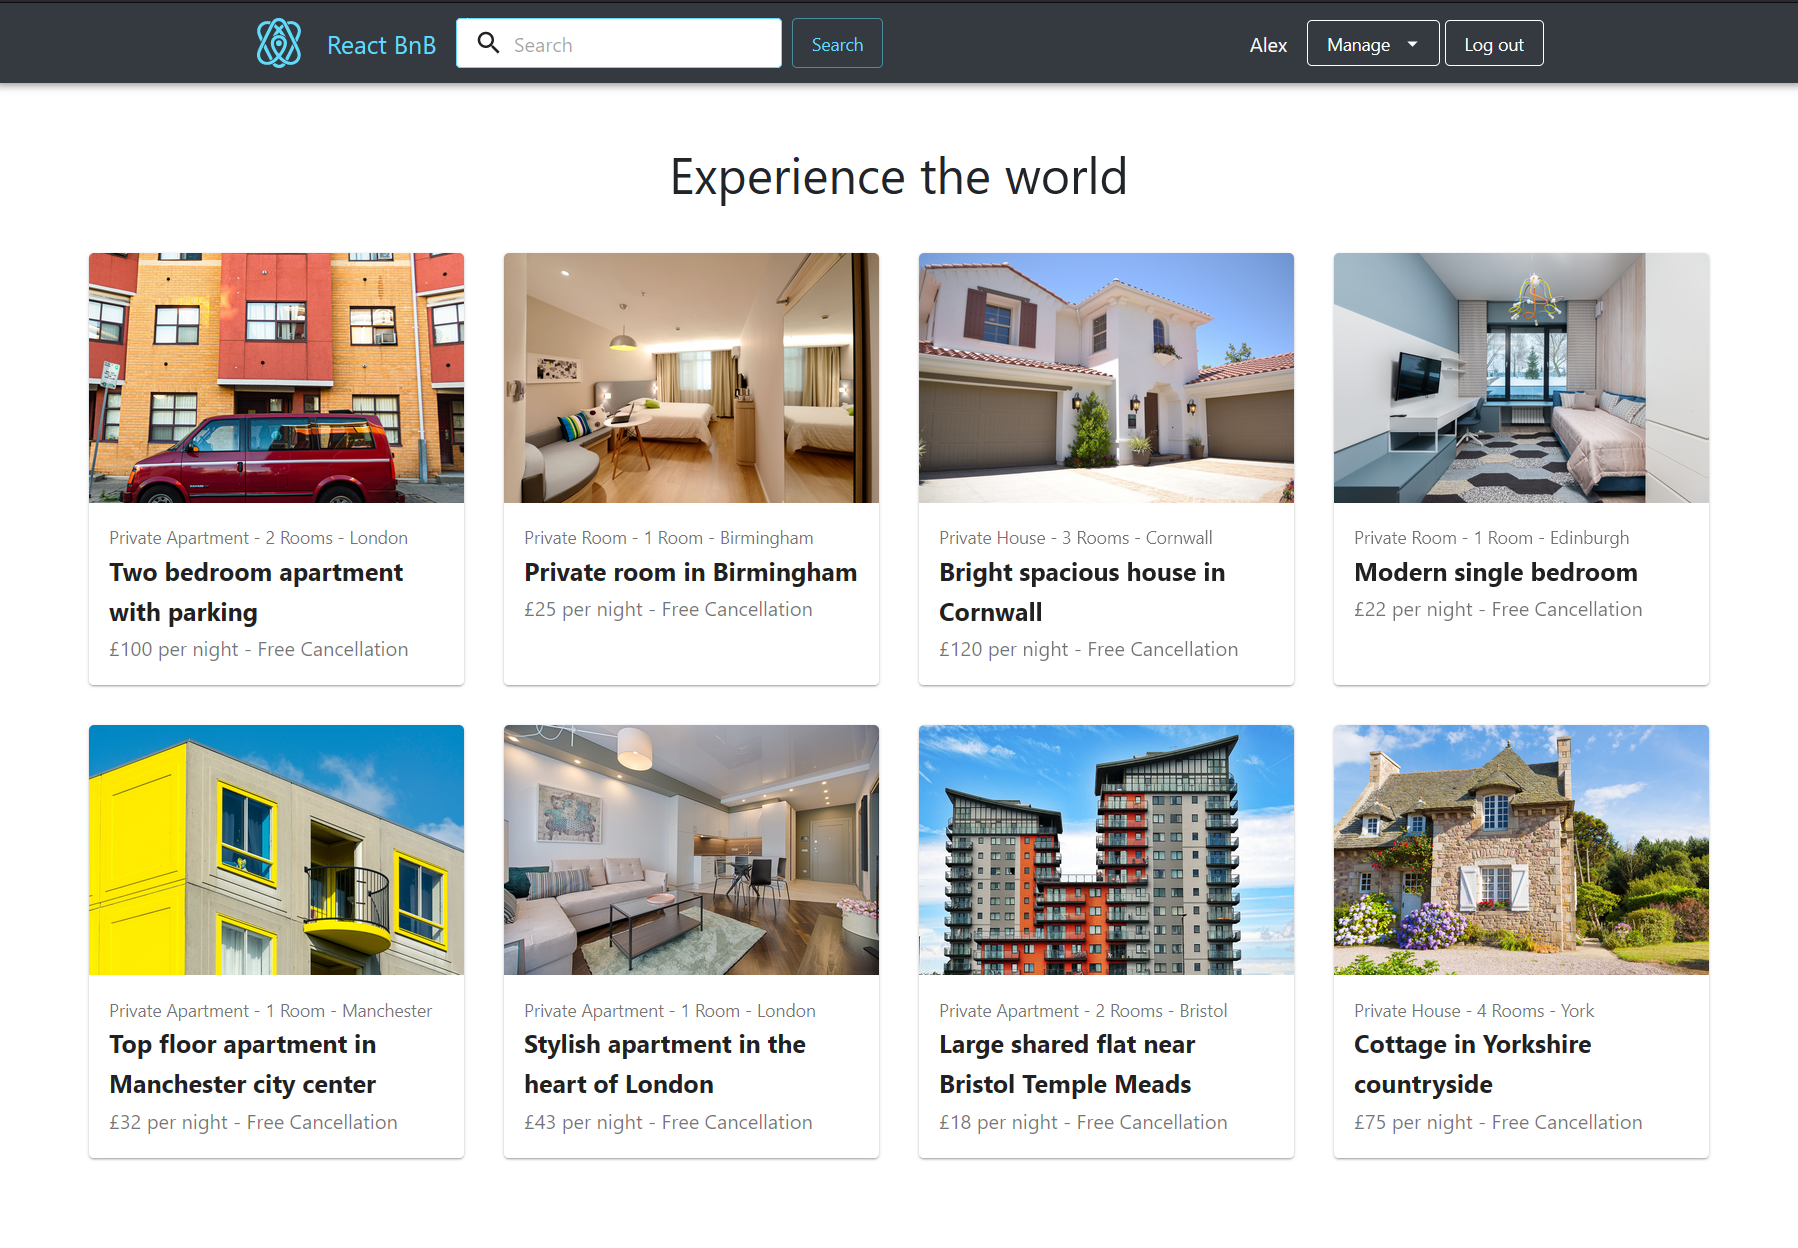 React BnB
Search
Search
Alex
Manage
Log out
Experience the world
Private Apartment - 2 Rooms - London
Two bedroom apartment
with parking
£100 per night - Free Cancellation
Private Room - 1 Room - Birmingham
Private room in Birmingham
£25 per night - Free Cancellation
Private House - 3 Rooms - Cornwall
Bright spacious house in
Cornwall
£120 per night - Free Cancellation
Private Room - 1 Room - Edinburgh
Modern single bedroom
£22 per night - Free Cancellation
Private Apartment - 1 Room - Manchester
Top floor apartment in
Manchester city center
£32 per night - Free Cancellation
Private Apartment - 1 Room - London
Stylish apartment in the
heart of London
£43 per night - Free Cancellation
Private Apartment - 2 Rooms - Bristol
Large shared flat near
Bristol Temple Meads
£18 per night - Free Cancellation
Private House - 4 Rooms - York
Cottage in Yorkshire
countryside
£75 per night - Free Cancellation